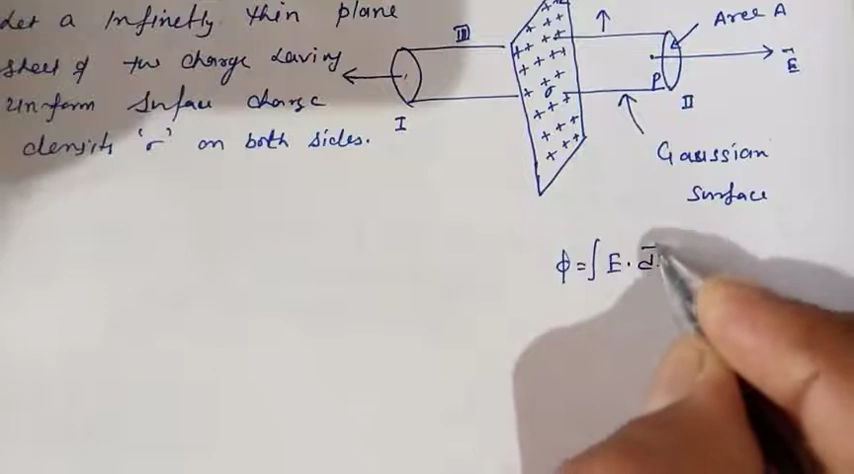 Let a Infinetly thin plane
sheet of +ve charge having
Uniform Surface charge
density 'σ' on both sides.
III
I
σ
P
Area A
E
II
Gaussian
Surface
ϕ = ∫ E · d